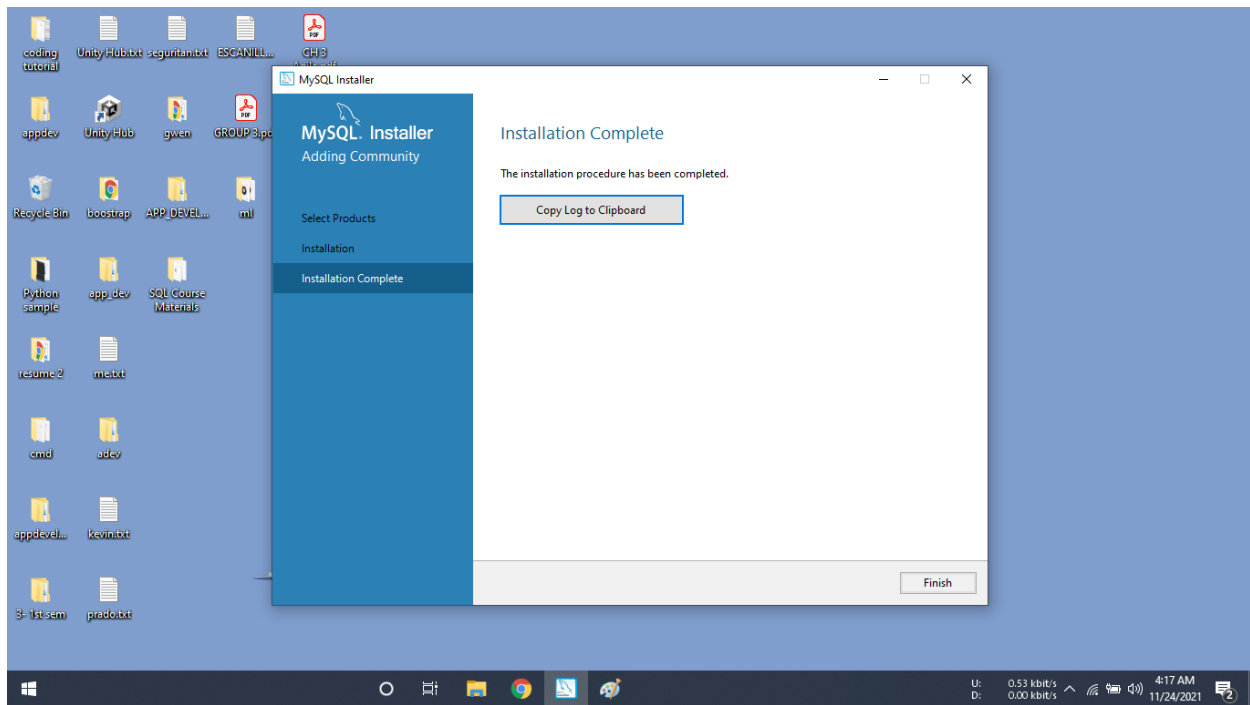 coding
tutorial
Unity Hub.txt
seguritan.txt
ESCANILL...
CH 3
appdev
Unity Hub
gwen
GROUP 3.pd
Recycle Bin
boostrap
APP_DEVEL...
ml
Python
sample
app_dev
SQL Course
Materials
resume 2
me.txt
cmd
adev
appdevel...
kevin.txt
3- 1st sem
prado.txt
MySQL Installer
MySQL. Installer
Adding Community
Select Products
Installation
Installation Complete
Installation Complete
The installation procedure has been completed.
Copy Log to Clipboard
Finish
U: 0.53 kbit/s
D: 0.00 kbit/s
4:17 AM
11/24/2021
2